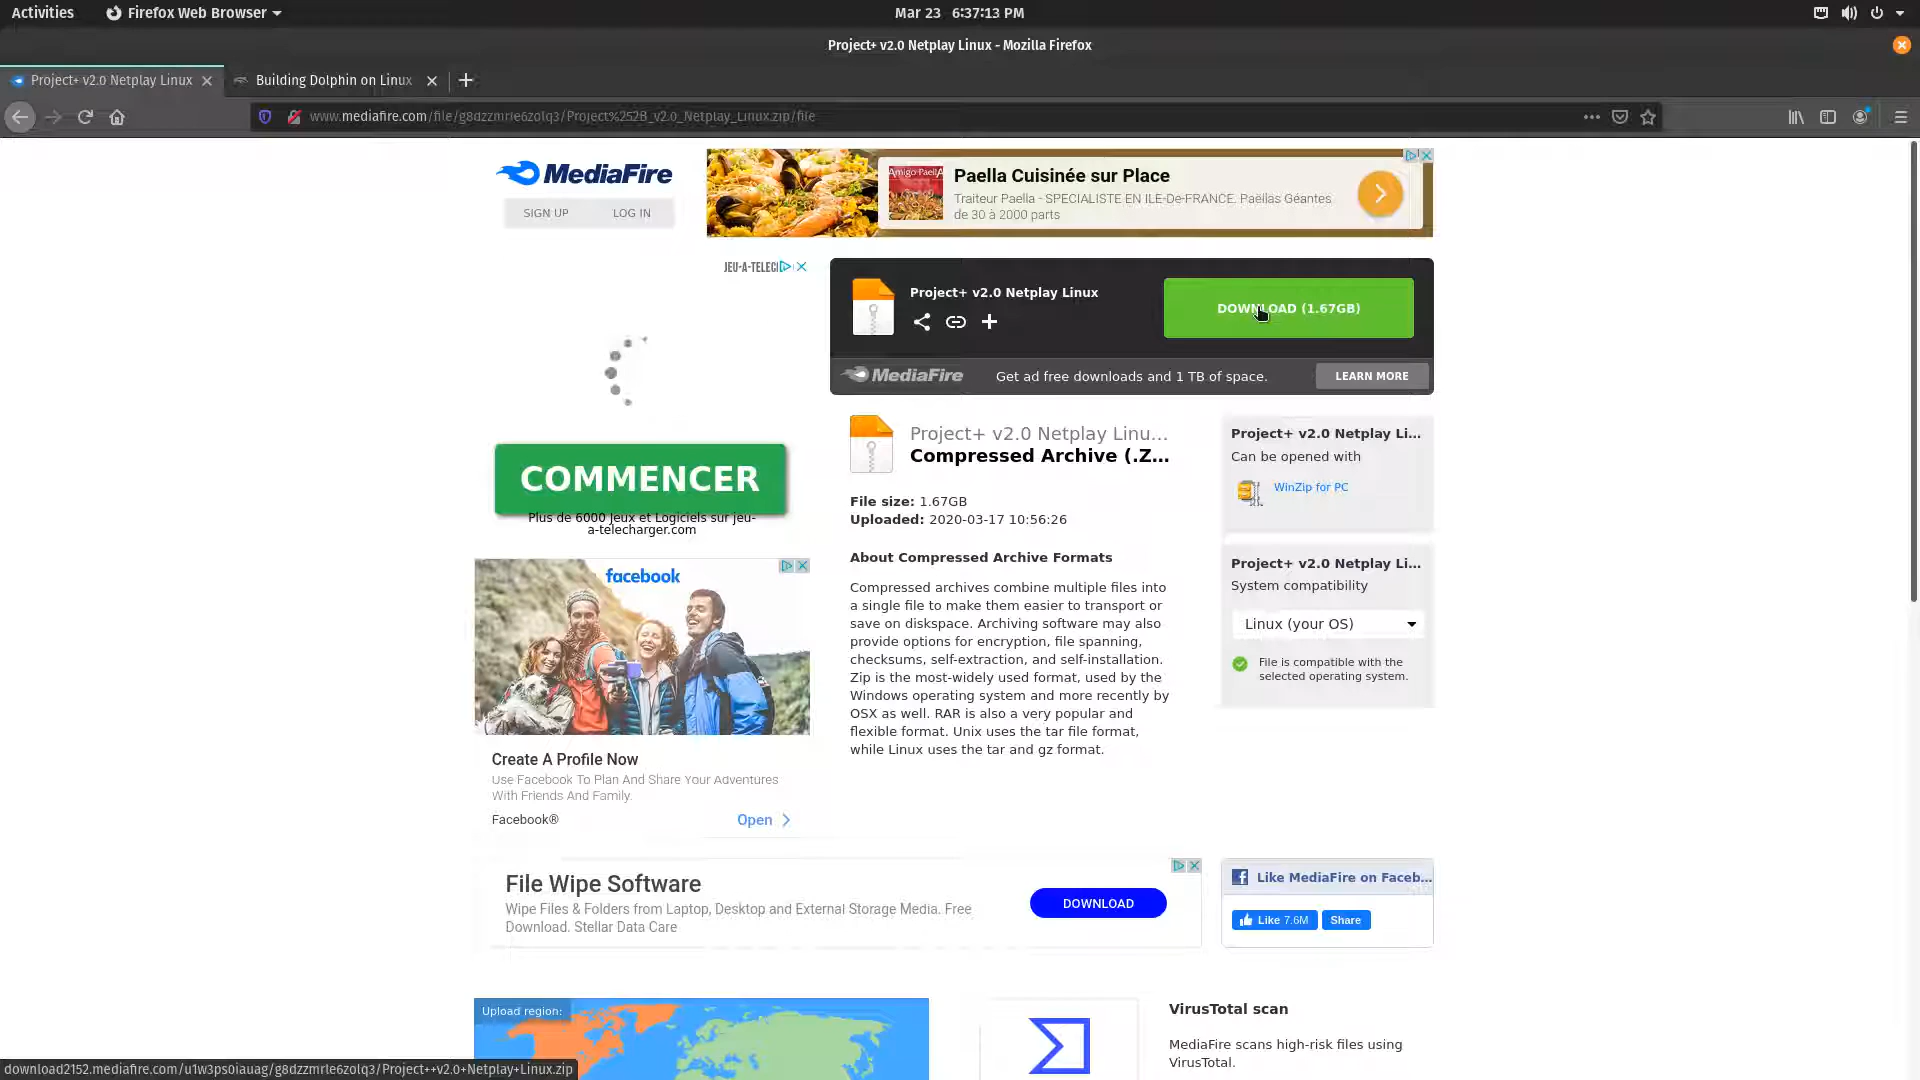 Activities
Firefox Web Browser
Mar 23 6:37:13 PM
Project+ v2.0 Netplay Linux - Mozilla Firefox
Project+ v2.0 Netplay Linux
Building Dolphin on Linux
www.mediafire.com/file/g8dzzmrle6zolq3/Project%252B_v2.0_Netplay_Linux.zip/file
MediaFire
SIGN UP
LOG IN
Amigo PaellA
Paella Cuisinée sur Place
Traiteur Paella - SPECIALISTE EN ILE-De-FRANCE. Paëllas Géantes
de 30 à 2000 parts
JEU-A-TELEC
Project+ v2.0 Netplay Linux
DOWNLOAD (1.67GB)
MediaFire
Get ad free downloads and 1 TB of space.
LEARN MORE
COMMENCER
Plus de 6000 Jeux et Logiciels sur jeu-
a-telecharger.com
Project+ v2.0 Netplay Linu...
Compressed Archive (.Z...
File size: 1.67GB
Uploaded: 2020-03-17 10:56:26
About Compressed Archive Formats
Compressed archives combine multiple files into
a single file to make them easier to transport or
save on diskspace. Archiving software may also
provide options for encryption, file spanning,
checksums, self-extraction, and self-installation.
Zip is the most-widely used format, used by the
Windows operating system and more recently by
OSX as well. RAR is also a very popular and
flexible format. Unix uses the tar file format,
while Linux uses the tar and gz format.
Project+ v2.0 Netplay Li...
Can be opened with
WinZip for PC
Project+ v2.0 Netplay Li...
System compatibility
Linux (your OS)
File is compatible with the
selected operating system.
facebook
Create A Profile Now
Use Facebook To Plan And Share Your Adventures
With Friends And Family.
Facebook®
Open
File Wipe Software
Wipe Files & Folders from Laptop, Desktop and External Storage Media. Free
Download. Stellar Data Care
DOWNLOAD
Like MediaFire on Faceb...
Like 7.6M
Share
Upload region:
VirusTotal scan
MediaFire scans high-risk files using
VirusTotal.
download2152.mediafire.com/u1w3ps0iauag/g8dzzmrle6zolq3/Project++v2.0+Netplay+Linux.zip